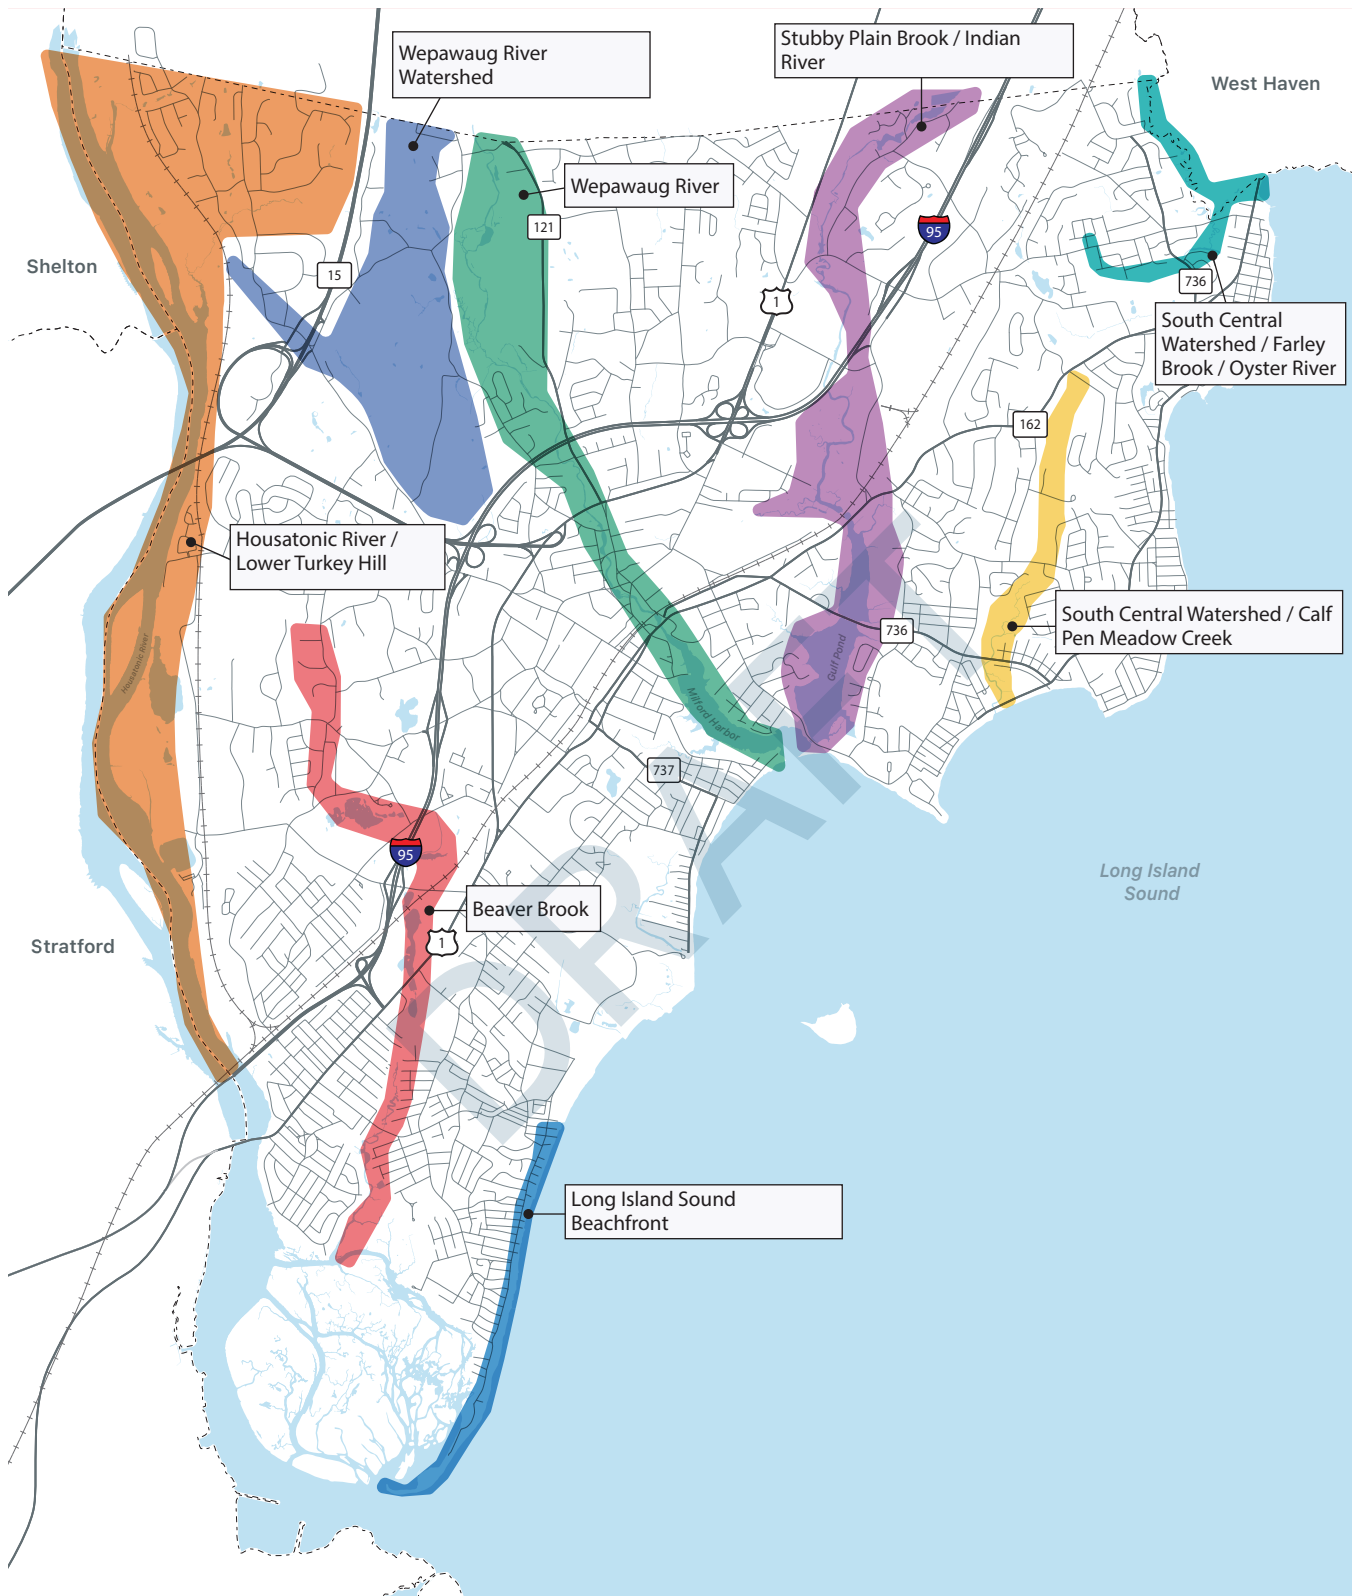 Wepawaug River
Watershed
Stubby Plain Brook / Indian
River
West Haven
Wepawaug River
121
95
Shelton
15
1
736
South Central
Watershed / Farley
Brook / Oyster River
162
Housatonic River /
Lower Turkey Hill
South Central Watershed / Calf
Pen Meadow Creek
736
Housatonic River
Gulf Pond
Milford Harbor
737
95
Long Island
Sound
Beaver Brook
1
Stratford
DRAFT
Long Island Sound
Beachfront